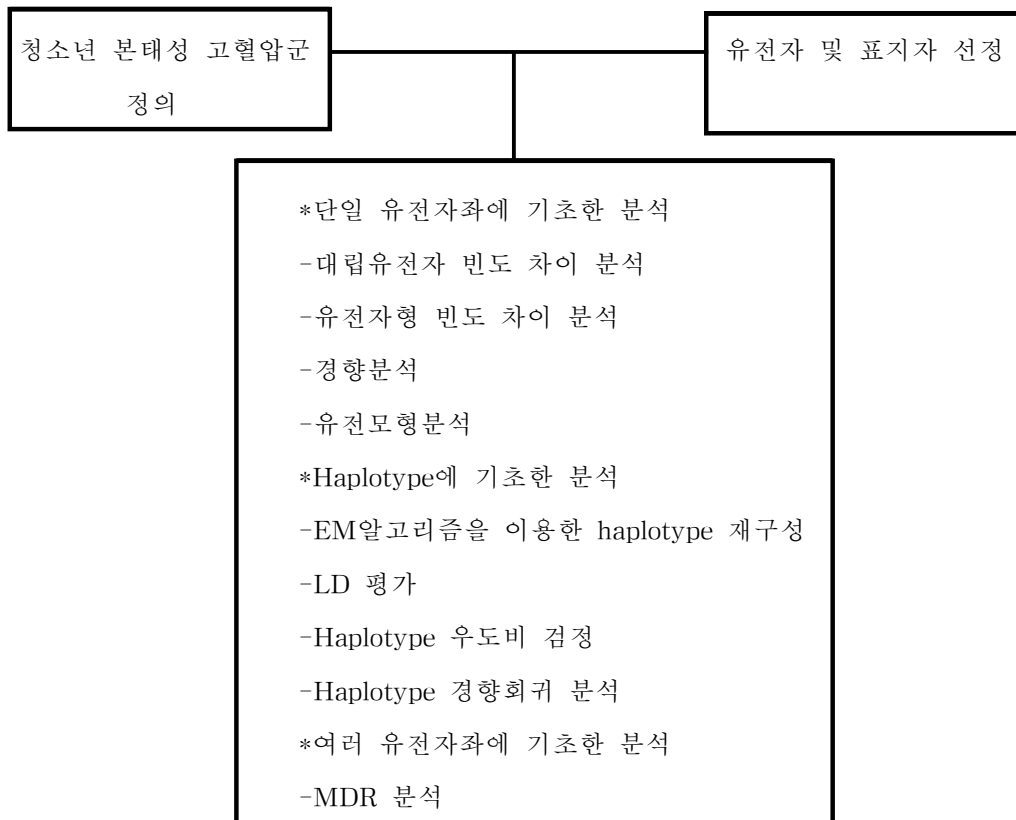 청소년 본태성 고혈압군
정의
유전자 및 표지자 선정
*단일 유전자좌에 기초한 분석
-대립유전자 빈도 차이 분석
-유전자형 빈도 차이 분석
-경향분석
-유전모형분석
*Haplotype에 기초한 분석
-EM알고리즘을 이용한 haplotype 재구성
-LD 평가
-Haplotype 우도비 검정
-Haplotype 경향회귀 분석
*여러 유전자좌에 기초한 분석
-MDR 분석